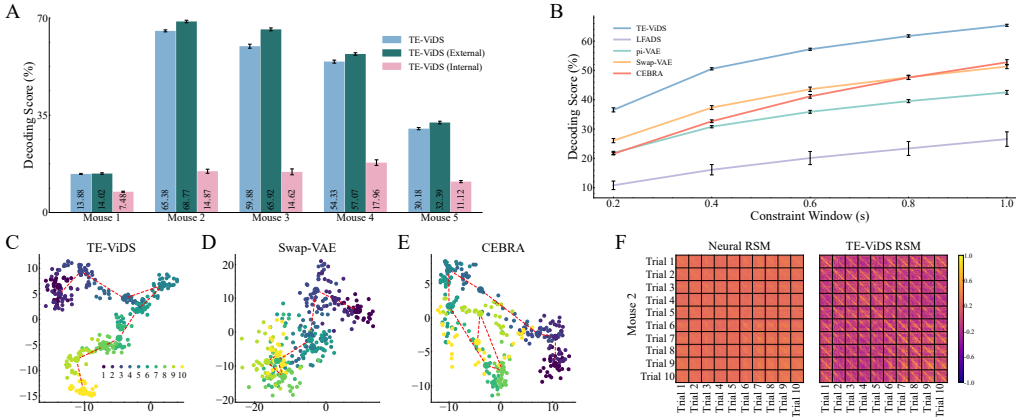 A
70
35
0
Decoding Score (%)
TE-ViDS
TE-ViDS (External)
TE-ViDS (Internal)
13.88
14.02
7.48
65.38
68.77
14.87
59.88
65.92
14.62
54.33
57.07
17.96
30.18
32.39
11.12
Mouse 1 Mouse 2 Mouse 3 Mouse 4 Mouse 5
B
70
60
50
40
30
20
10
Decoding Score (%)
TE-ViDS
LFADS
pi-VAE
Swap-VAE
CEBRA
0.2 0.4 0.6 0.8 1.0
Constraint Window (s)
C TE-ViDS
10
5
0
−5
−10
−15
1 2 3 4 5 6 7 8 9 10
−10 0
D Swap-VAE
20
10
0
−10
−20
−20 0
E CEBRA
5
0
−5
−10
−10 0 10
F
Neural RSM TE-ViDS RSM
Mouse 2
Trial 1
Trial 2
Trial 3
Trial 4
Trial 5
Trial 6
Trial 7
Trial 8
Trial 9
Trial 10
Trial 1 Trial 2 Trial 3 Trial 4 Trial 5 Trial 6 Trial 7 Trial 8 Trial 9 Trial 10
Trial 1 Trial 2 Trial 3 Trial 4 Trial 5 Trial 6 Trial 7 Trial 8 Trial 9 Trial 10
1.0
0.5
0.0
-0.5
-1.0